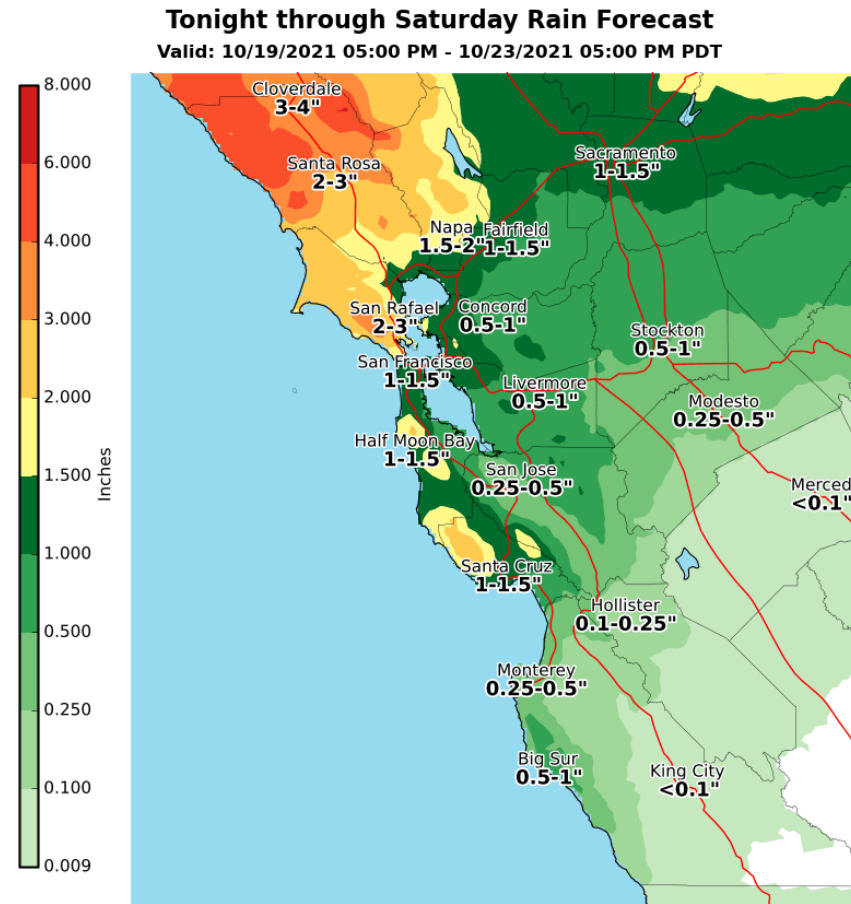 Tonight through Saturday Rain Forecast
Valid: 10/19/2021 05:00 PM - 10/23/2021 05:00 PM PDT
8.000
6.000
4.000
3.000
2.000
1.500
1.000
0.500
0.250
0.100
0.009
Inches
Cloverdale
3-4"
Santa Rosa
2-3"
Sacramento
1-1.5"
Napa
1.5-2"
Fairfield
1-1.5"
San Rafael
2-3"
Concord
0.5-1"
Stockton
0.5-1"
San Francisco
1-1.5"
Livermore
0.5-1"
Modesto
0.25-0.5"
Half Moon Bay
1-1.5"
San Jose
0.25-0.5"
Merced
<0.1"
Santa Cruz
1-1.5"
Hollister
0.1-0.25"
Monterey
0.25-0.5"
Big Sur
0.5-1"
King City
<0.1"